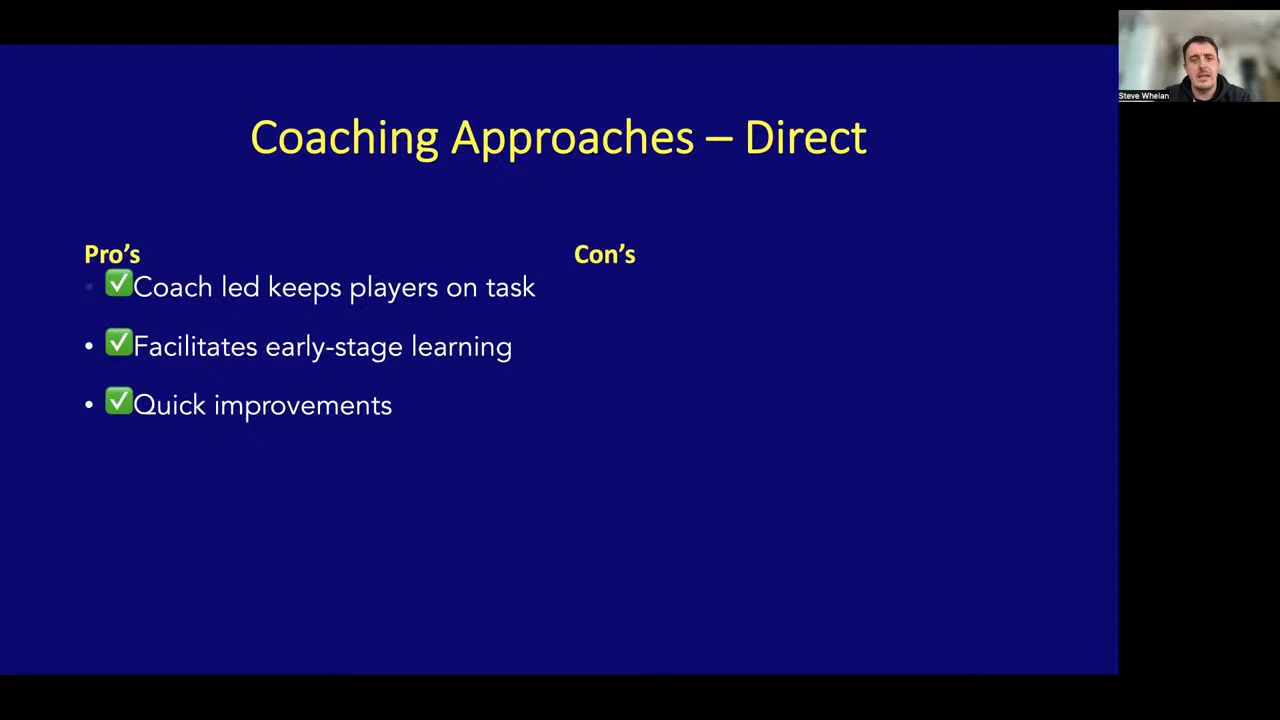 Steve Whelan
Coaching Approaches – Direct
Pro’s
• ✅Coach led keeps players on task
• ✅Facilitates early-stage learning
• ✅Quick improvements
Con’s